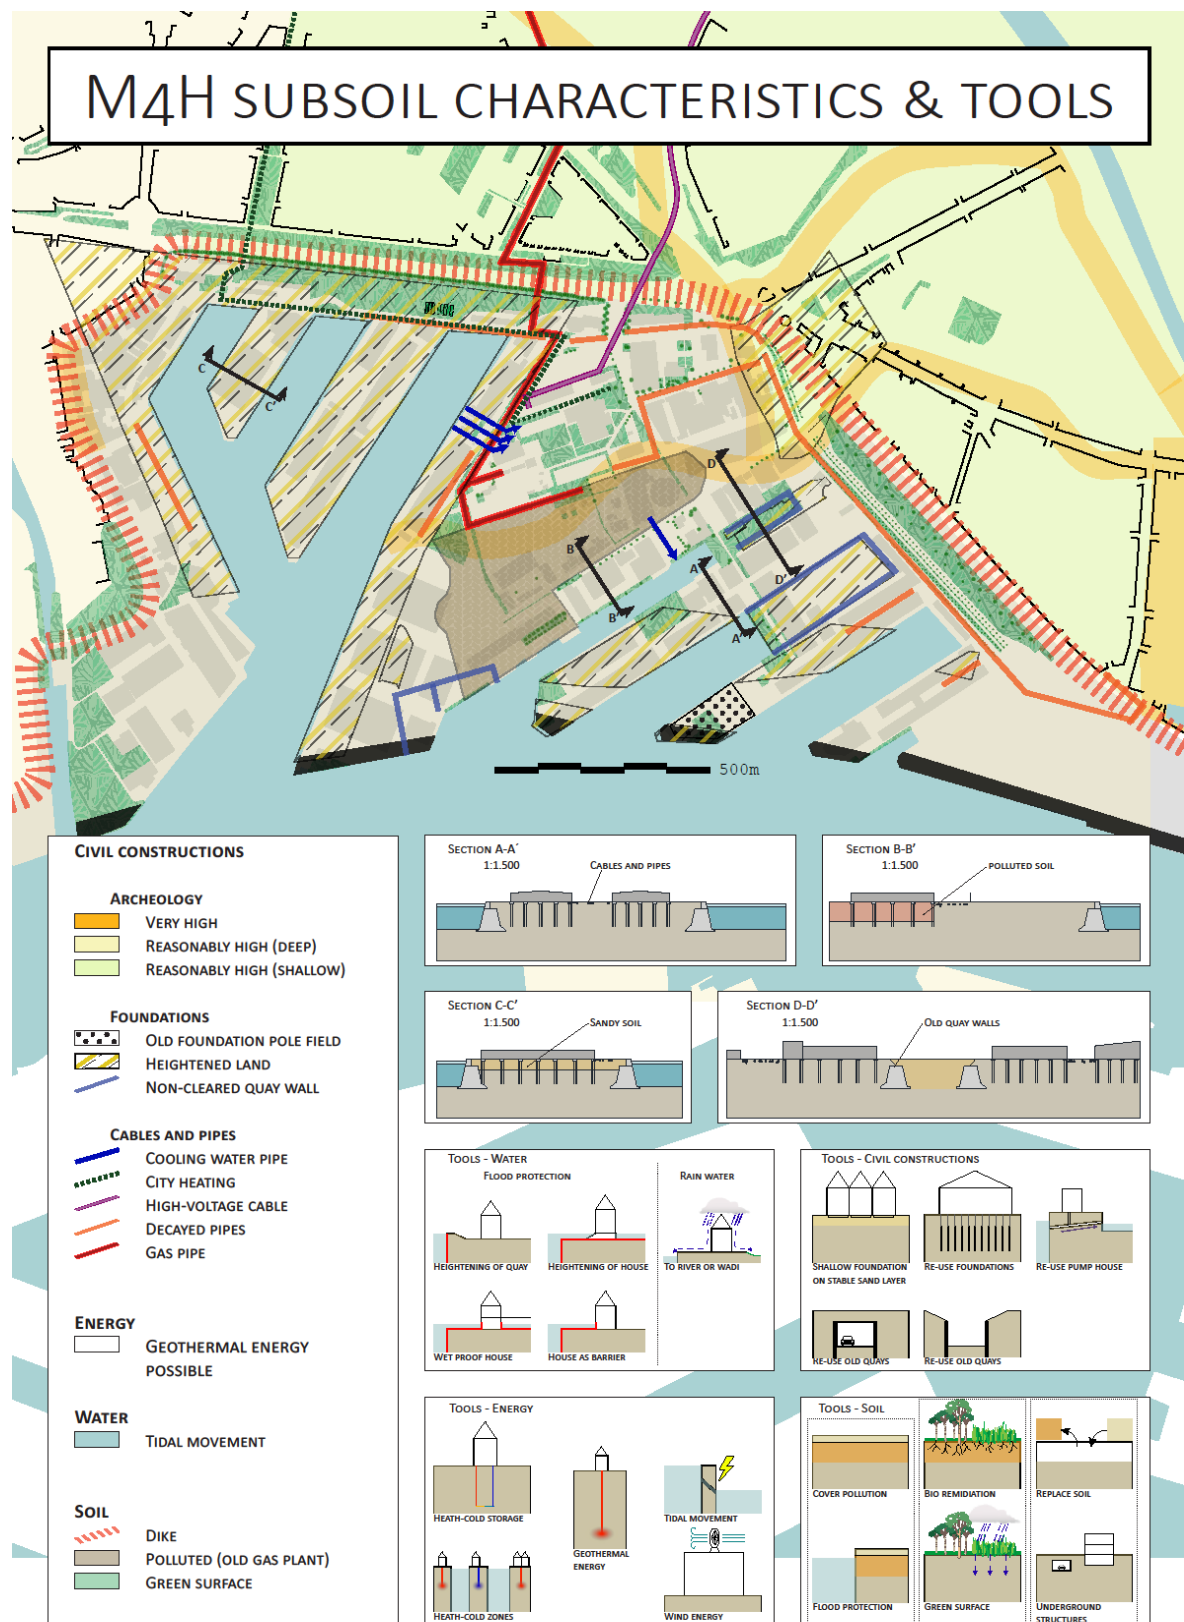 M4H SUBSOIL CHARACTERISTICS & TOOLS
C
C'
D
B
A
D'
B'
A'
500m
CIVIL CONSTRUCTIONS
ARCHEOLOGY
VERY HIGH
REASONABLY HIGH (DEEP)
REASONABLY HIGH (SHALLOW)
FOUNDATIONS
OLD FOUNDATION POLE FIELD
HEIGHTENED LAND
NON-CLEARED QUAY WALL
CABLES AND PIPES
COOLING WATER PIPE
CITY HEATING
HIGH-VOLTAGE CABLE
DECAYED PIPES
GAS PIPE
ENERGY
GEOTHERMAL ENERGY
POSSIBLE
WATER
TIDAL MOVEMENT
SOIL
DIKE
POLLUTED (OLD GAS PLANT)
GREEN SURFACE
SECTION A-A'
1:1.500
CABLES AND PIPES
SECTION B-B'
1:1.500
POLLUTED SOIL
SECTION C-C'
1:1.500
SANDY SOIL
SECTION D-D'
1:1.500
OLD QUAY WALLS
TOOLS - WATER
FLOOD PROTECTION
RAIN WATER
HEIGHTENING OF QUAY
HEIGHTENING OF HOUSE
TO RIVER OR WADI
WET PROOF HOUSE
HOUSE AS BARRIER
TOOLS - CIVIL CONSTRUCTIONS
SHALLOW FOUNDATION
ON STABLE SAND LAYER
RE-USE FOUNDATIONS
RE-USE PUMP HOUSE
RE-USE OLD QUAYS
RE-USE OLD QUAYS
TOOLS - ENERGY
HEATH-COLD STORAGE
GEOTHERMAL
ENERGY
TIDAL MOVEMENT
HEATH-COLD ZONES
WIND ENERGY
TOOLS - SOIL
COVER POLLUTION
BIO REMIDIATION
REPLACE SOIL
FLOOD PROTECTION
GREEN SURFACE
UNDERGROUND
STRUCTURES